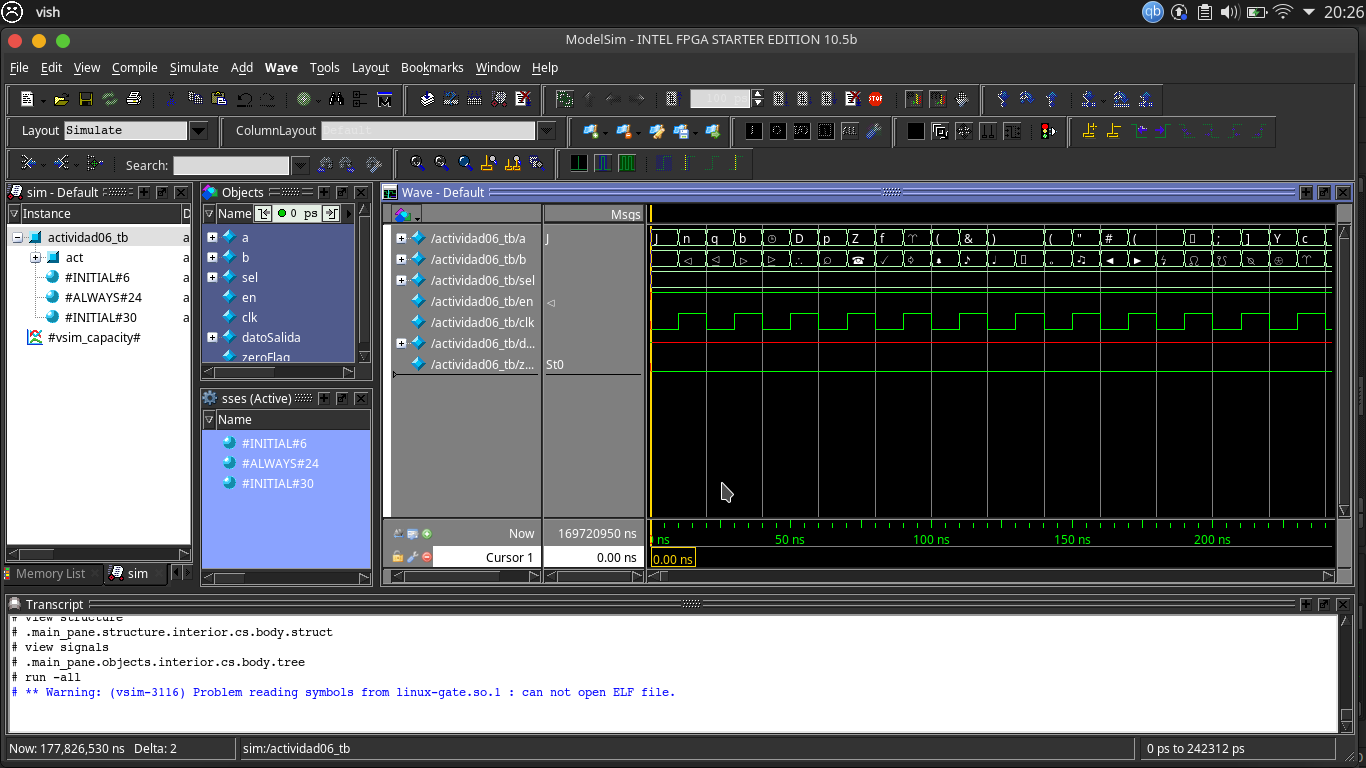 vish
qb
20:26
ModelSim - INTEL FPGA STARTER EDITION 10.5b
File Edit View Compile Simulate Add Wave Tools Layout Bookmarks Window Help
100 ps
STOP
Layout Simulate
ColumnLayout Default
Search:
sim - Default
Instance
D
actividad06_tb a
act a
#INITIAL#6 a
#ALWAYS#24 a
#INITIAL#30 a
#vsim_capacity#
Memory List
sim
Objects
Name
0 ps
a
b
sel
en
clk
datoSalida
zeroFlag
sses (Active)
Name
#INITIAL#6
#ALWAYS#24
#INITIAL#30
Wave - Default
Msgs
/actividad06_tb/a J
/actividad06_tb/b
/actividad06_tb/sel
/actividad06_tb/en ◁
/actividad06_tb/clk
/actividad06_tb/d...
/actividad06_tb/z... St0
J n q b ☉ D p Z f ♈ ( & ) ( " # ( ; ] Y c
Now 169720950 ns
Cursor 1 0.00 ns
ns 50 ns 100 ns 150 ns 200 ns
0.00 ns
Transcript
# view structure
# .main_pane.structure.interior.cs.body.struct
# view signals
# .main_pane.objects.interior.cs.body.tree
# run -all
# ** Warning: (vsim-3116) Problem reading symbols from linux-gate.so.1 : can not open ELF file.
Now: 177,826,530 ns Delta: 2
sim:/actividad06_tb
0 ps to 242312 ps